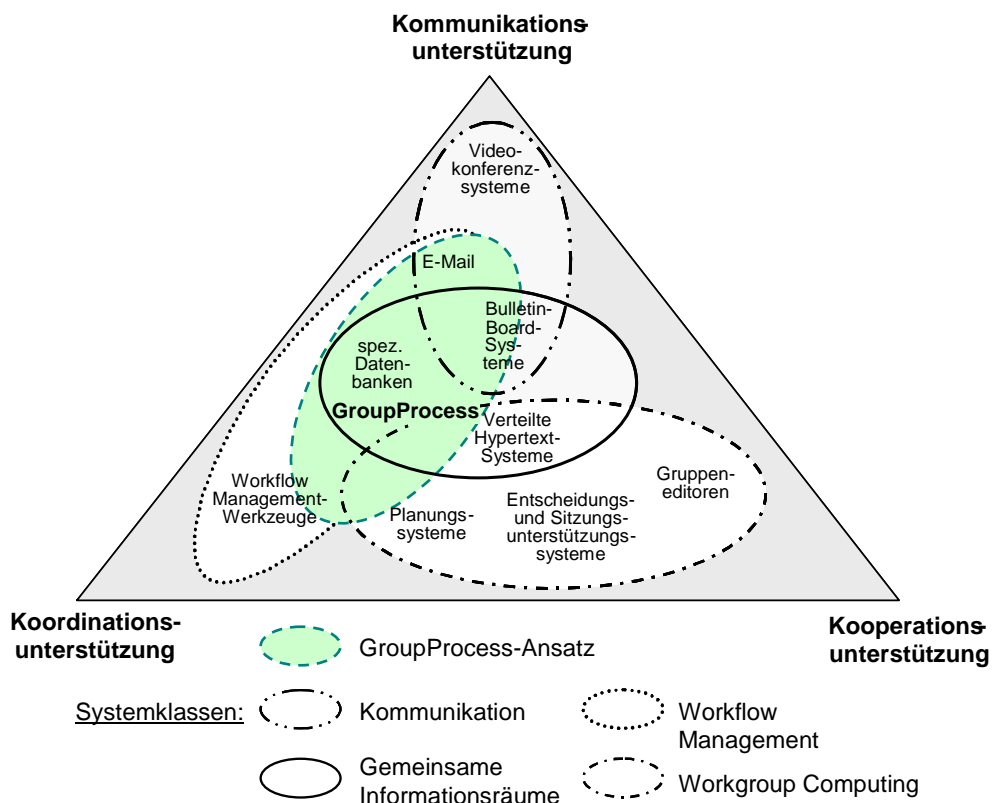 Kommunikations-
unterstützung
Video-
konferenz-
systeme
E-Mail
Bulletin-
Board-
Sys-
teme
spez.
Daten-
banken
GroupProcess
Verteilte
Hypertext-
Systeme
Workflow
Management-
Werkzeuge
Planungs-
systeme
Entscheidungs-
und Sitzungs-
unterstützungs-
systeme
Gruppen-
editoren
Koordinations-
unterstützung
Kooperations-
unterstützung
GroupProcess-Ansatz
Systemklassen:
Kommunikation
Workflow
Management
Gemeinsame
Informationsräume
Workgroup Computing